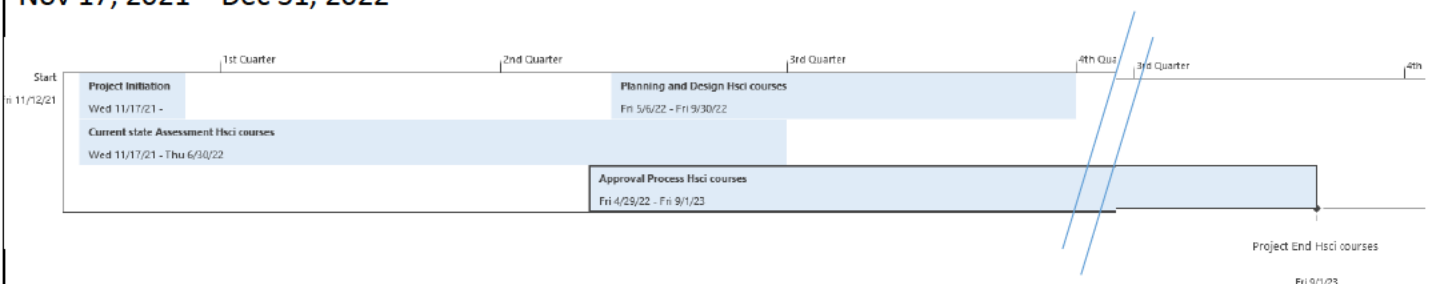 Nov 17, 2021 – Dec 31, 2022
1st Quarter
2nd Quarter
3rd Quarter
4th Qua
3rd Quarter
4th
Start
ri 11/12/21
Project Initiation
Wed 11/17/21 -
Planning and Design Hsci courses
Fri 5/6/22 - Fri 9/30/22
Current state Assessment Hsci courses
Wed 11/17/21 - Thu 6/30/22
Approval Process Hsci courses
Fri 4/29/22 - Fri 9/1/23
Project End Hsci courses
Fri 9/1/23